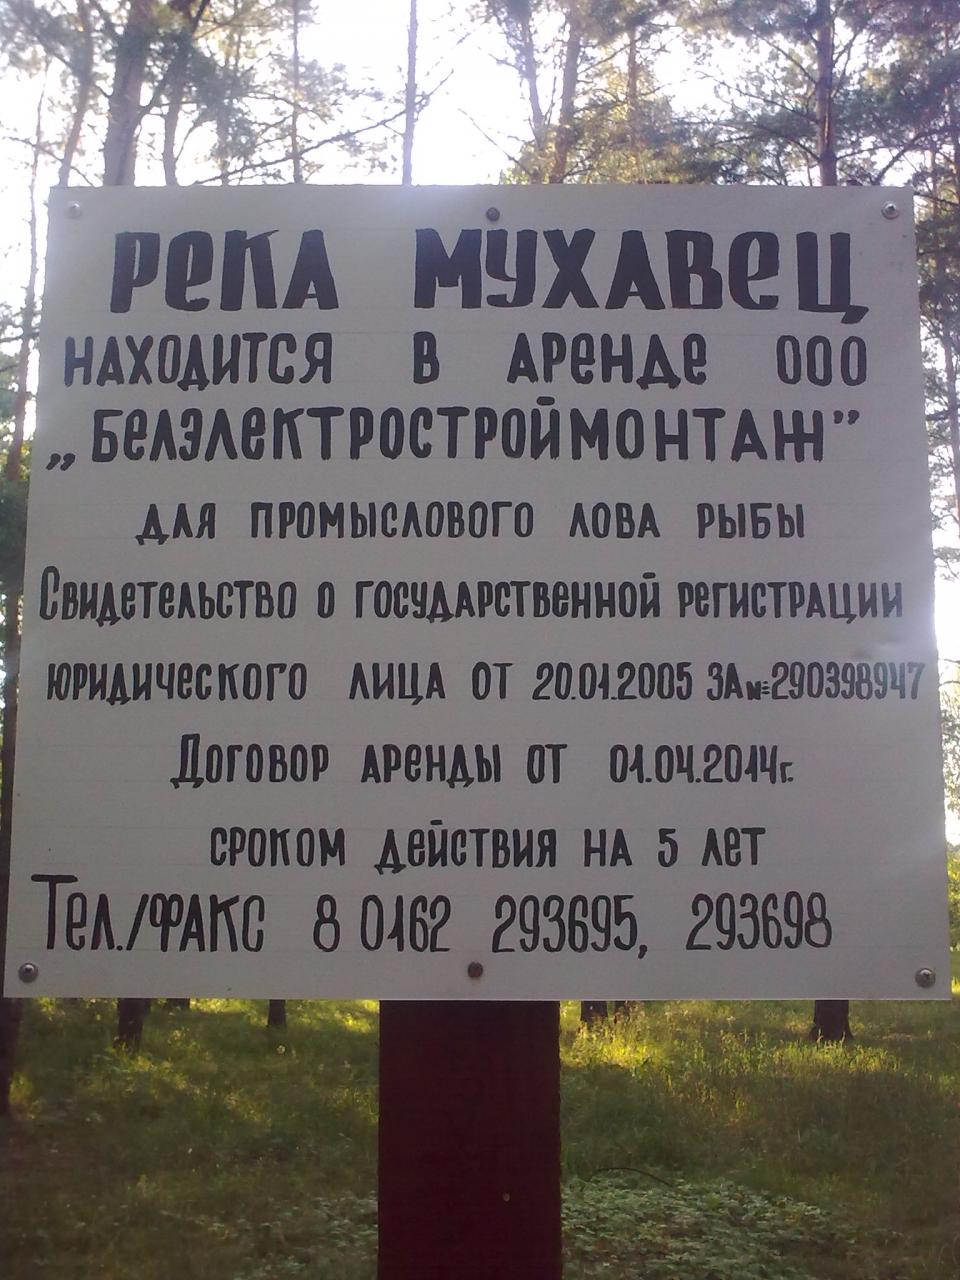 РЕКА МУХАВЕЦ
НАХОДИТСЯ В АРЕНДЕ ООО
„БЕЛЭЛЕКТРОСТРОЙМОНТАЖ”
ДЛЯ ПРОМЫСЛОВОГО ЛОВА РЫБЫ
СВИДЕТЕЛЬСТВО О ГОСУДАРСТВЕННОЙ РЕГИСТРАЦИИ
ЮРИДИЧЕСКОГО ЛИЦА ОТ 20.01.2005 ЗА №290398947
ДОГОВОР АРЕНДЫ ОТ 01.04.2014г.
СРОКОМ ДЕЙСТВИЯ НА 5 ЛЕТ
ТЕЛ./ФАКС 8 0162 293695, 293698